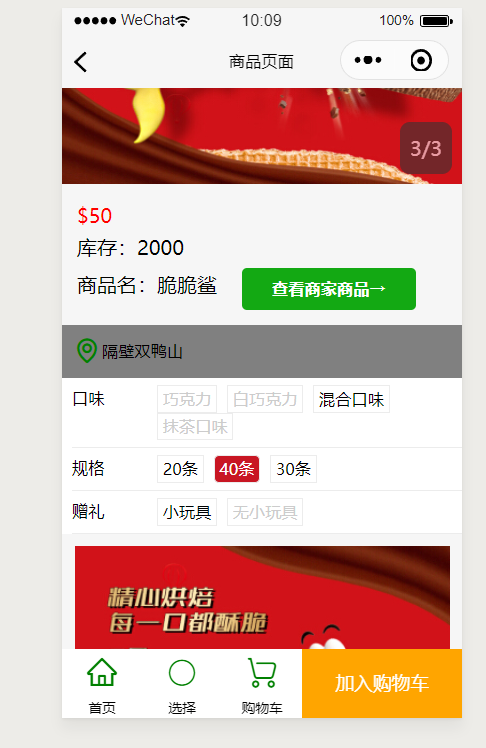 ●●●●● WeChat 10:09 100%
商品页面
3/3
$50
库存：2000
商品名：脆脆鲨 查看商家商品→
隔壁双鸭山
口味 巧克力 白巧克力 混合口味
抹茶口味
规格 20条 40条 30条
赠礼 小玩具 无小玩具
精心烘焙
每一口都酥脆
首页 选择 购物车 加入购物车